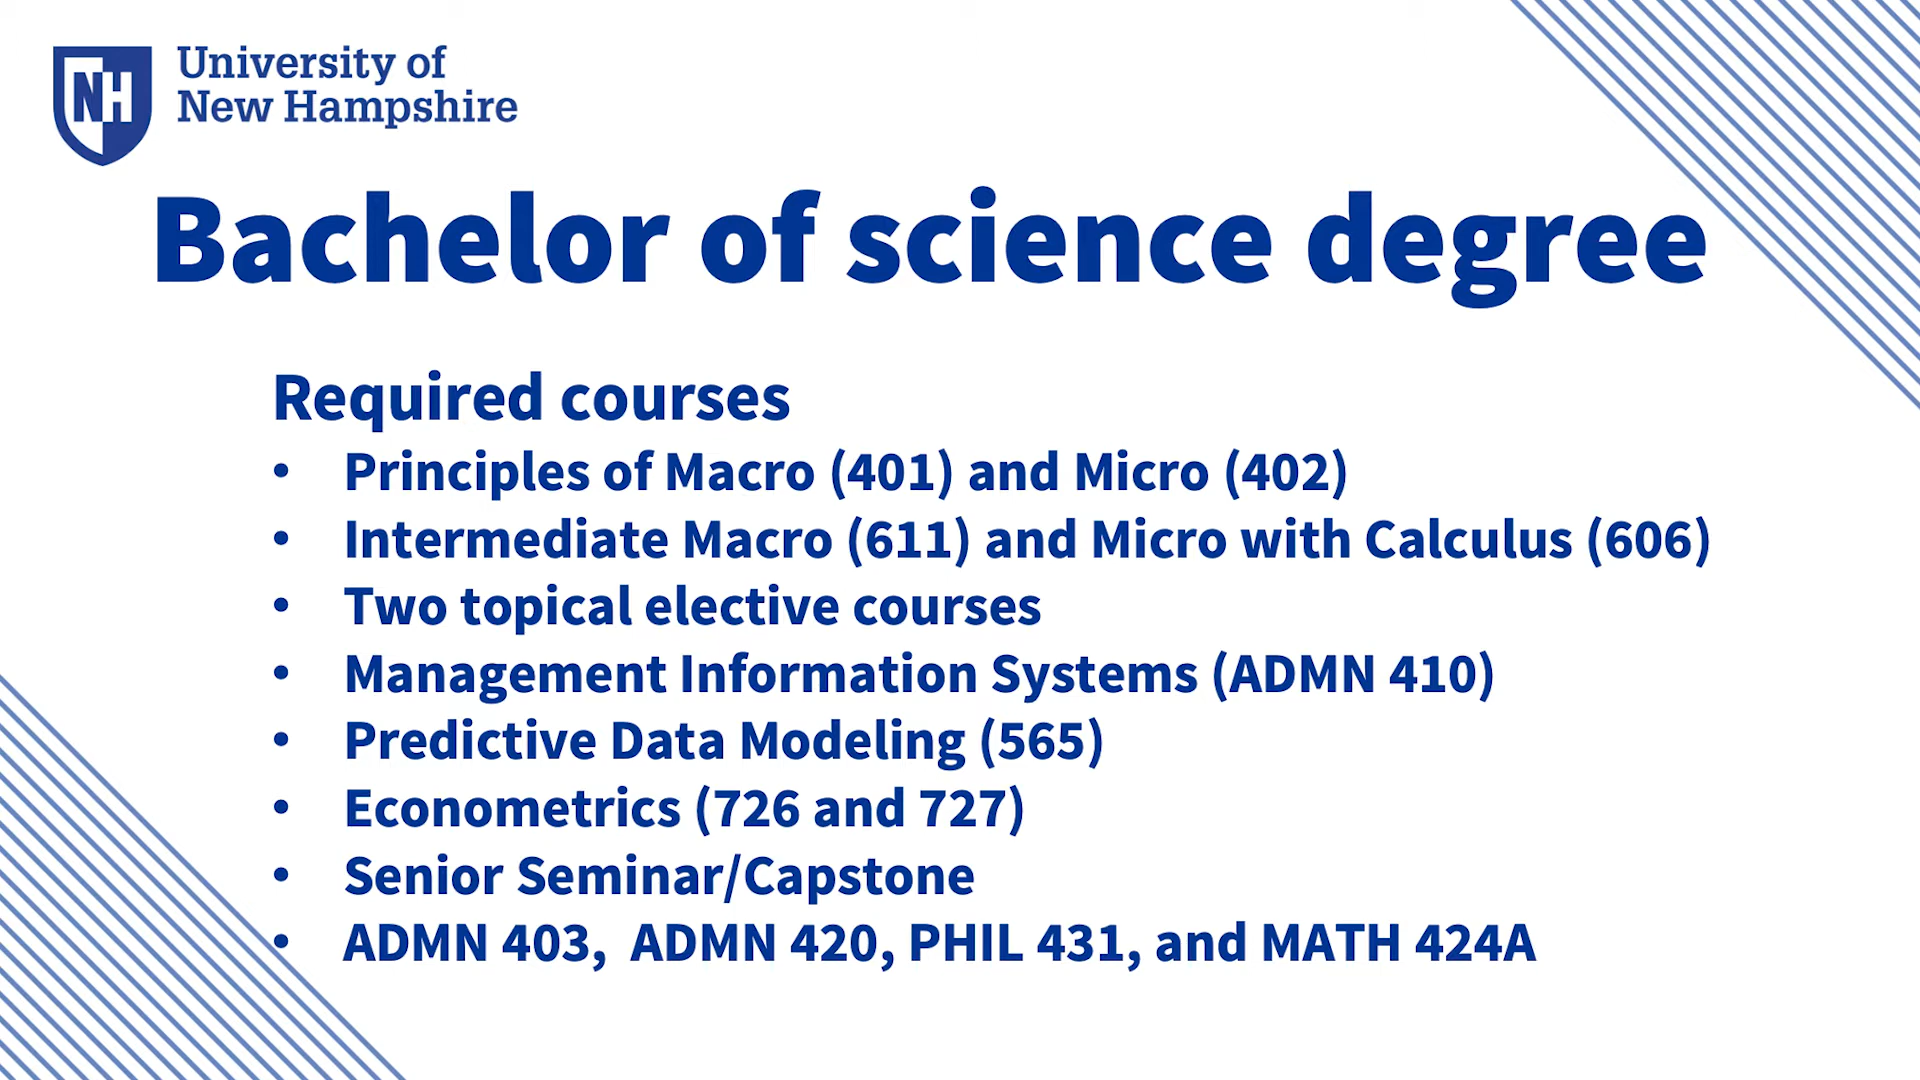 NH
University of
New Hampshire
Bachelor of science degree
Required courses
• Principles of Macro (401) and Micro (402)
• Intermediate Macro (611) and Micro with Calculus (606)
• Two topical elective courses
• Management Information Systems (ADMN 410)
• Predictive Data Modeling (565)
• Econometrics (726 and 727)
• Senior Seminar/Capstone
• ADMN 403,  ADMN 420, PHIL 431, and MATH 424A